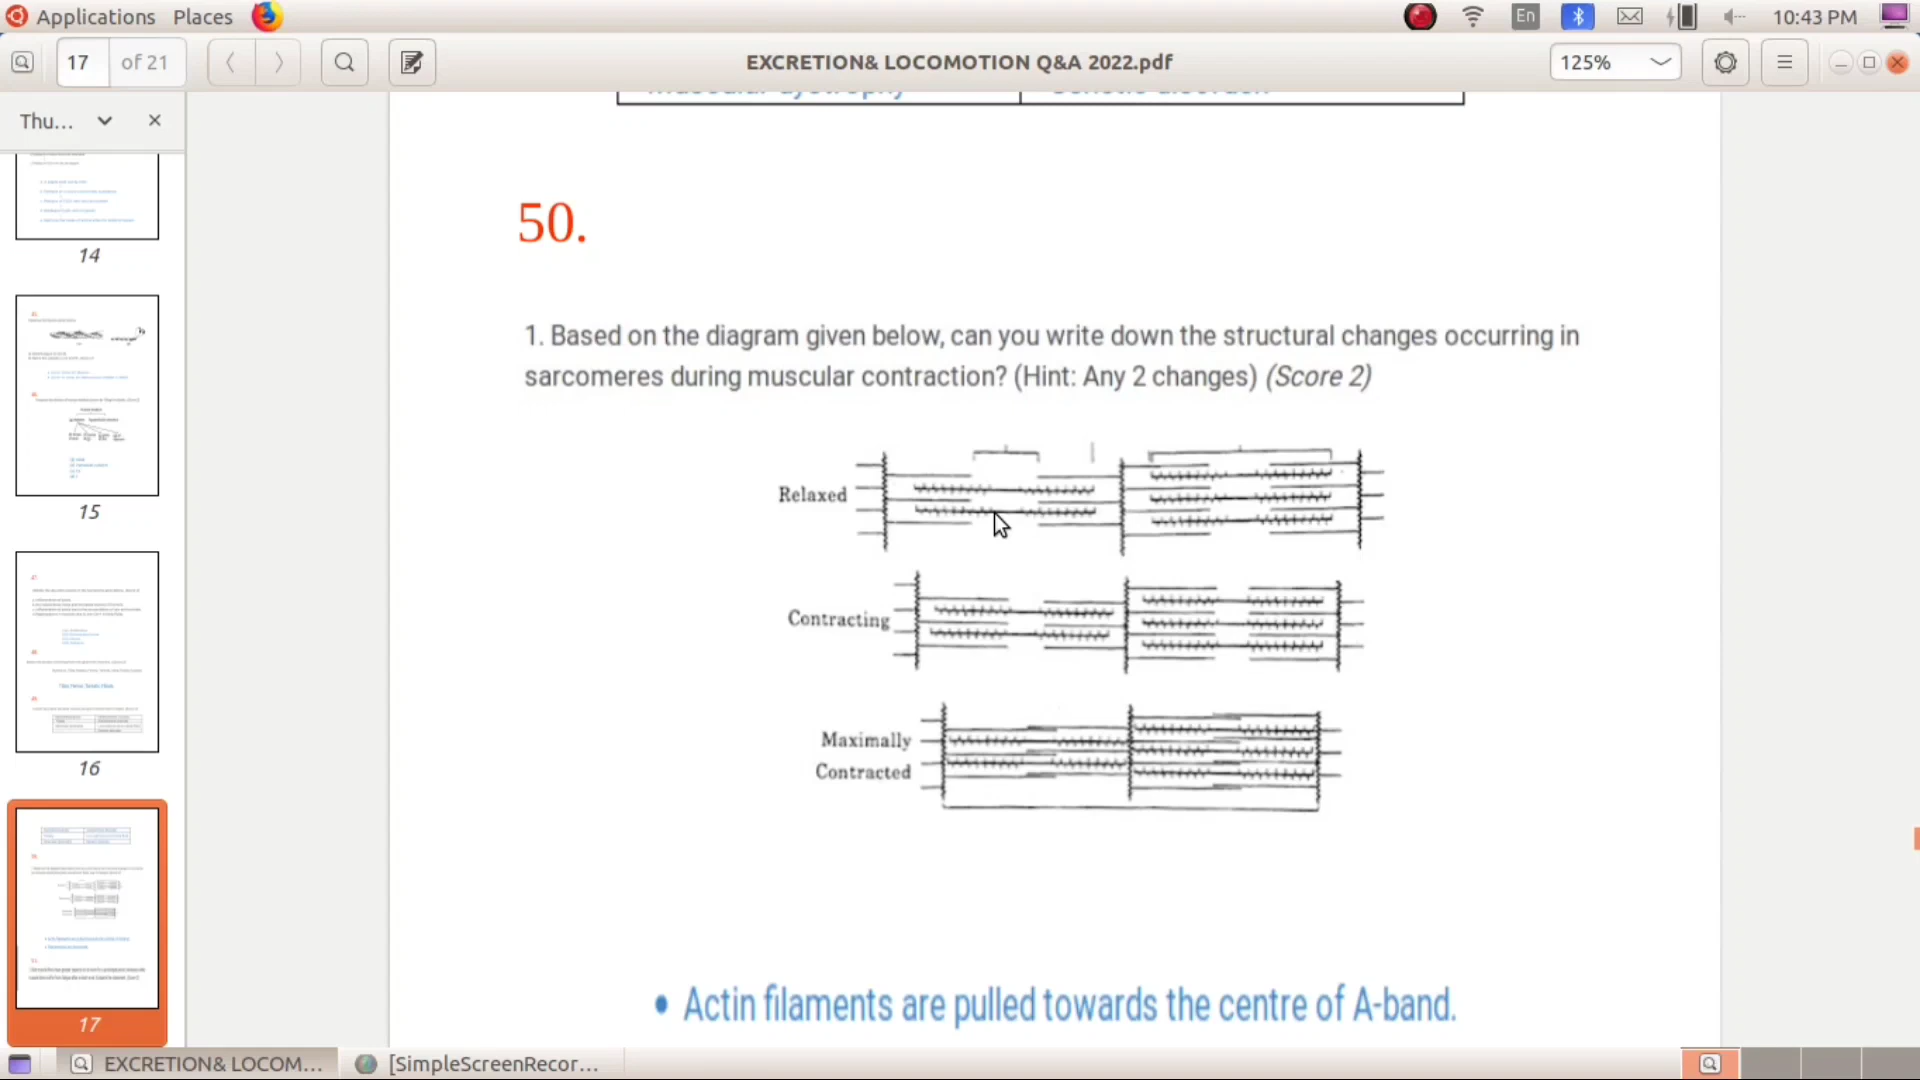 Applications Places En 10:43 PM
17 of 21 EXCRETION& LOCOMOTION Q&A 2022.pdf 125%
Thu...
50.
1. Based on the diagram given below, can you write down the structural changes occurring in
sarcomeres during muscular contraction? (Hint: Any 2 changes) (Score 2)
Relaxed
Contracting
Maximally
Contracted
• Actin filaments are pulled towards the centre of A-band.
14
15
16
17
EXCRETION& LOCOM... [SimpleScreenRecor...